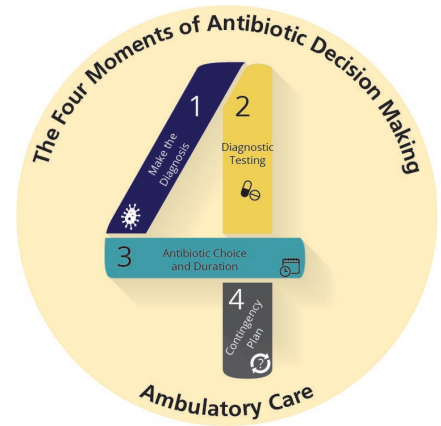 The Four Moments of Antibiotic Decision Making
1
Make the
Diagnosis
2
Diagnostic
Testing
3
Antibiotic Choice
and Duration
4
Contingency
Plan
?
Ambulatory Care